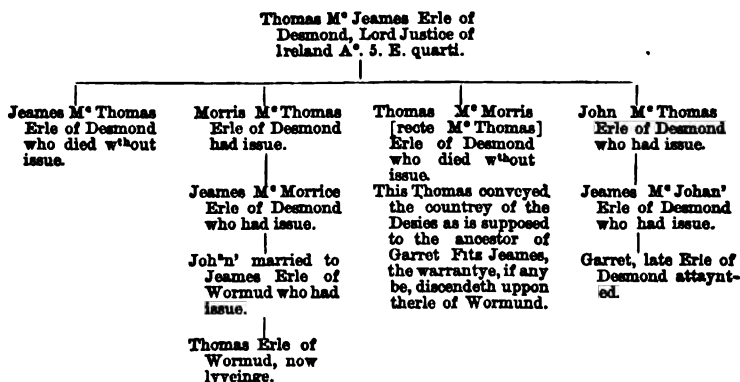 Thomas Mᶜ Jeames Erle of
Desmond, Lord Justice of
Ireland Aº. 5. E. quarti.
Jeames Mᶜ Thomas
Erle of Desmond
who died wᵗʰout
issue.
Morris Mᶜ Thomas
Erle of Desmond
had issue.
Jeames Mᶜ Morrice
Erle of Desmond
who had issue.
Johᵃn' married to
Jeames Erle of
Wormud who had
issue.
Thomas Erle of
Wormud, now
lyvcinge.
Thomas Mᶜ Morris
[recte Mᶜ Thomas]
Erle of Desmond
who died wᵗʰout
issue.
This Thomas convcyed
the countrey of the
Desies as is supposed
to the ancestor of
Garret Fitz Jeames,
the warrantye, if any
be, discendeth uppon
therle of Wormund.
John Mᶜ Thomas
Erle of Desmond
who had issue.
Jeames Mᶜ Johan'
Erle of Desmond
who had issue.
Garret, late Erle of
Desmond attaynt-
ed.